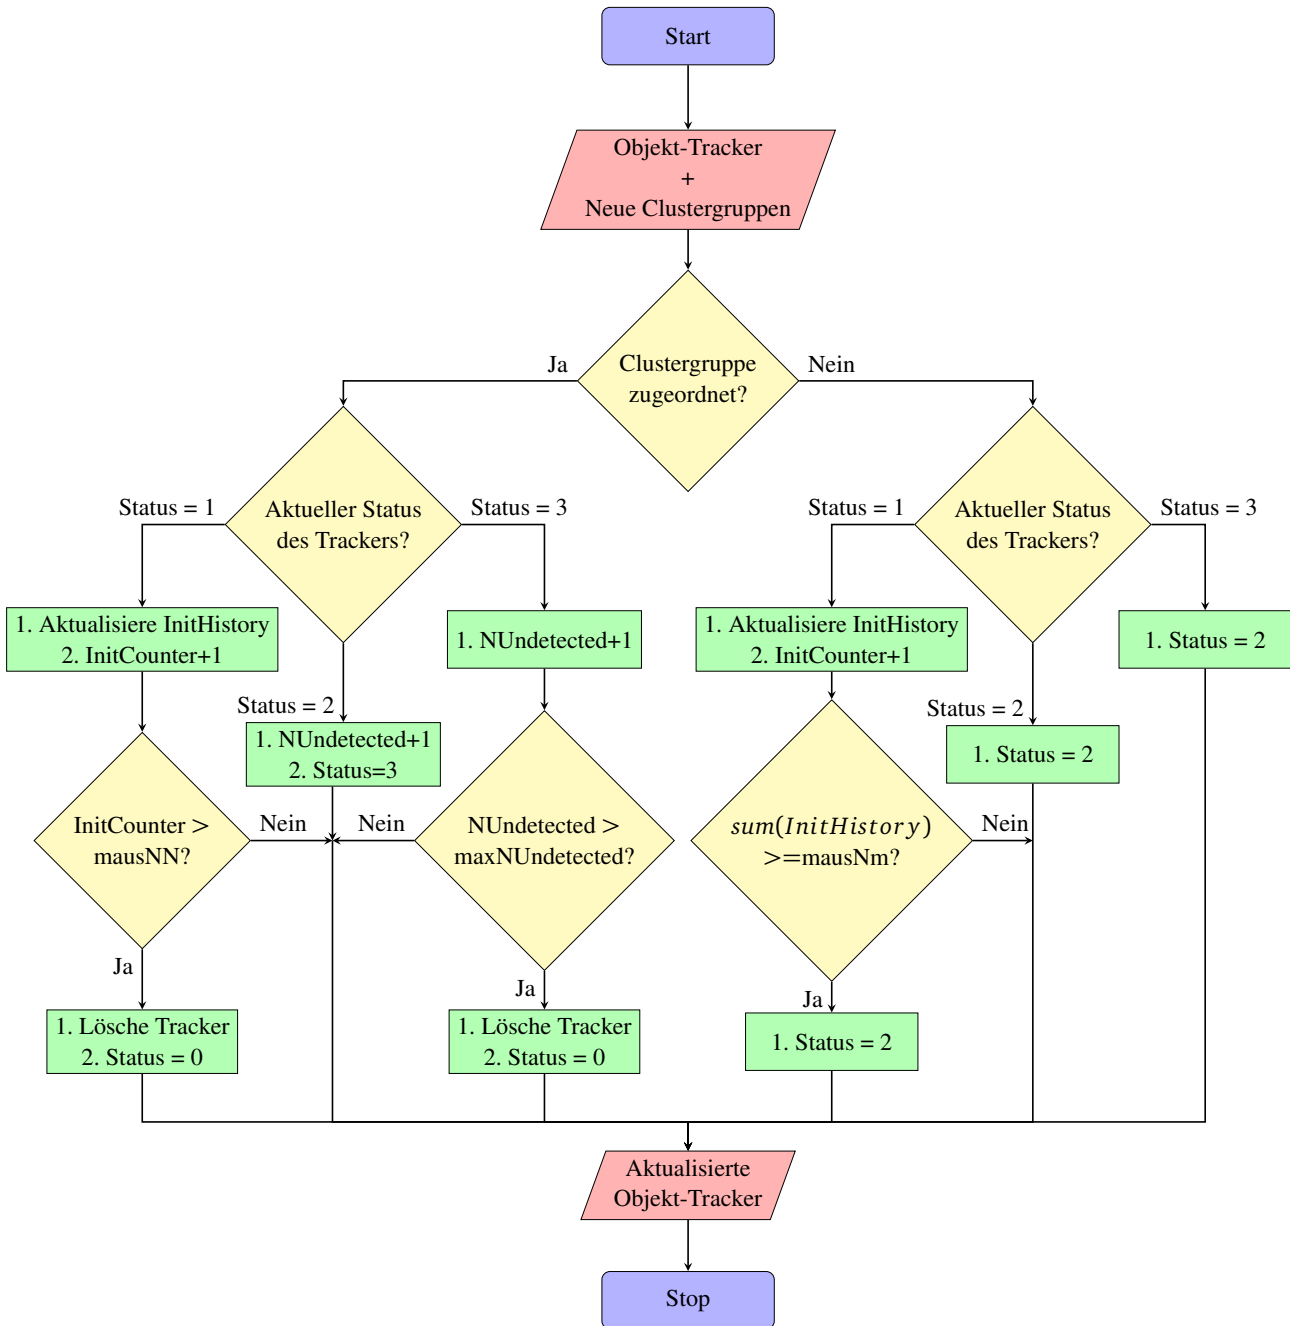 Start
Objekt-Tracker
+
Neue Clustergruppen
Clustergruppe
zugeordnet?
Ja
Nein
Aktueller Status
des Trackers?
Status = 1
Status = 3
Status = 2
1. Aktualisiere InitHistory
2. InitCounter+1
1. NUndetected+1
1. NUndetected+1
2. Status=3
InitCounter >
mausNN?
Nein
Nein
NUndetected >
maxNUndetected?
Ja
Ja
1. Lösche Tracker
2. Status = 0
1. Lösche Tracker
2. Status = 0
Aktueller Status
des Trackers?
Status = 1
Status = 3
Status = 2
1. Aktualisiere InitHistory
2. InitCounter+1
1. Status = 2
1. Status = 2
sum(InitHistory)
>=mausNm?
Nein
Ja
1. Status = 2
Aktualisierte
Objekt-Tracker
Stop